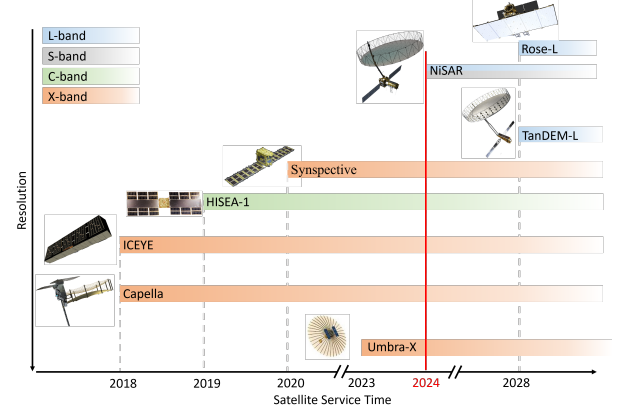 L-band
S-band
C-band
X-band
Rose-L
NiSAR
TanDEM-L
Synspective
HISEA-1
ICEYE
Capella
Umbra-X
Resolution
2018
2019
2020
2023
2024
2028
Satellite Service Time